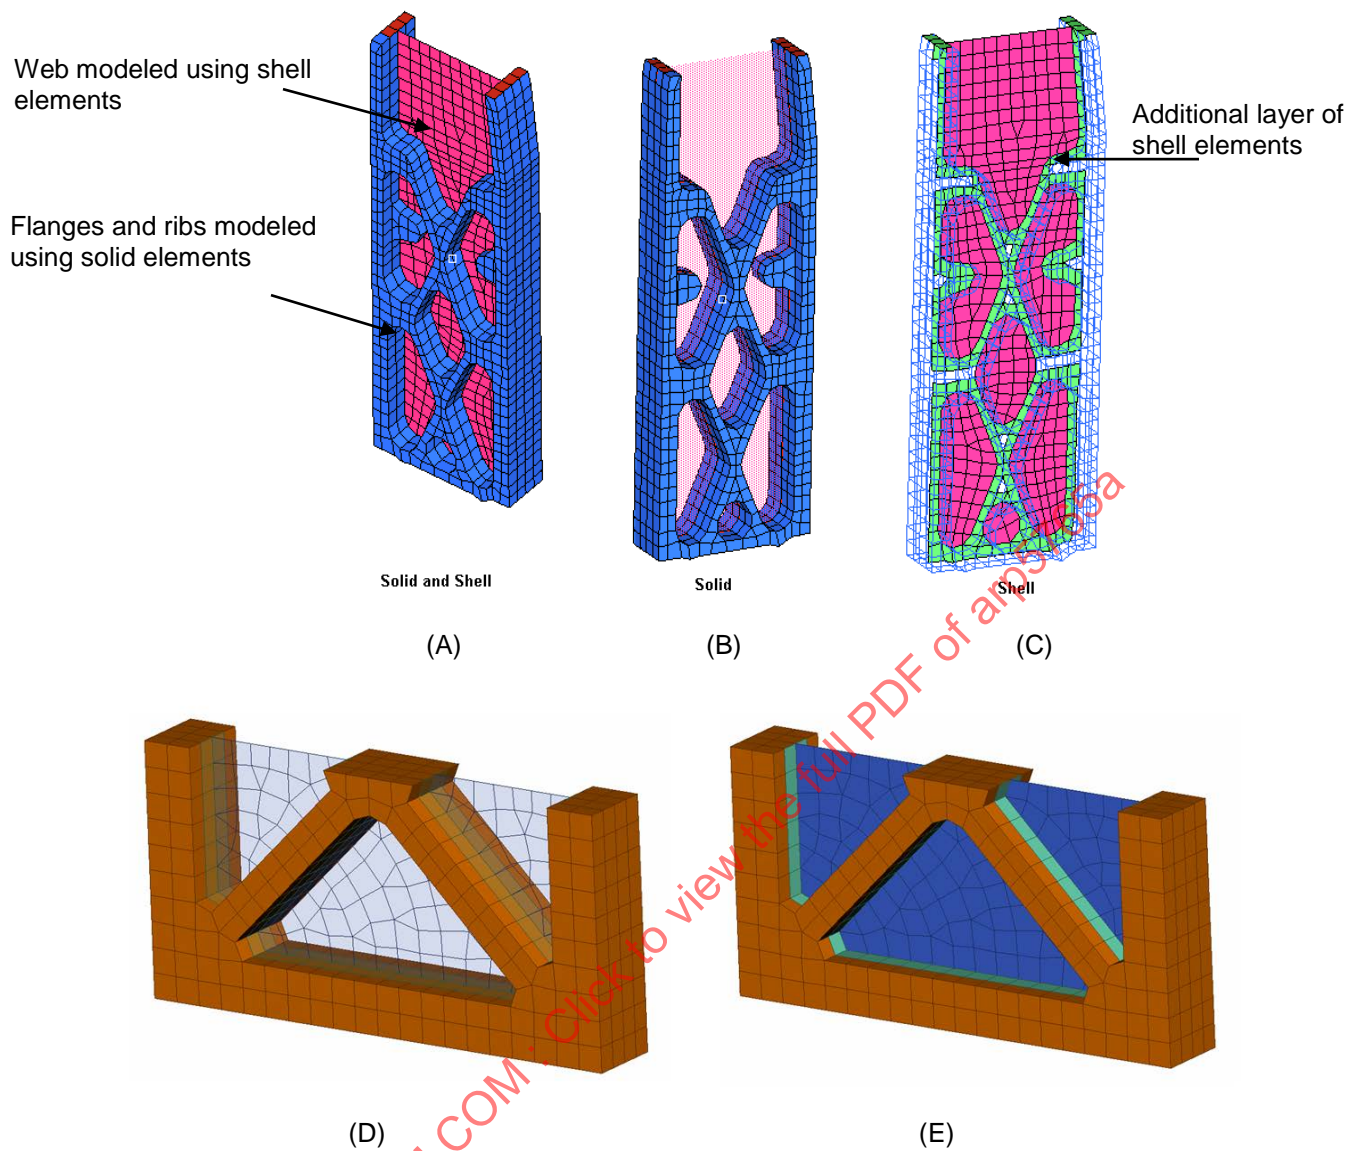 Web modeled using shell
elements
Additional layer of
shell elements
Flanges and ribs modeled
using solid elements
Solid and Shell
Solid
Shell
(A)
(B)
(C)
(D)
(E)
COM : Click to view the full PDF of arp5765a